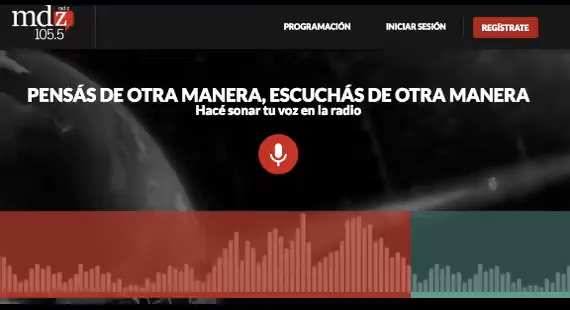 mdz radio
105.5
PROGRAMACIÓN
INICIAR SESIÓN
REGÍSTRATE
PENSÁS DE OTRA MANERA, ESCUCHÁS DE OTRA MANERA
Hacé sonar tu voz en la radio